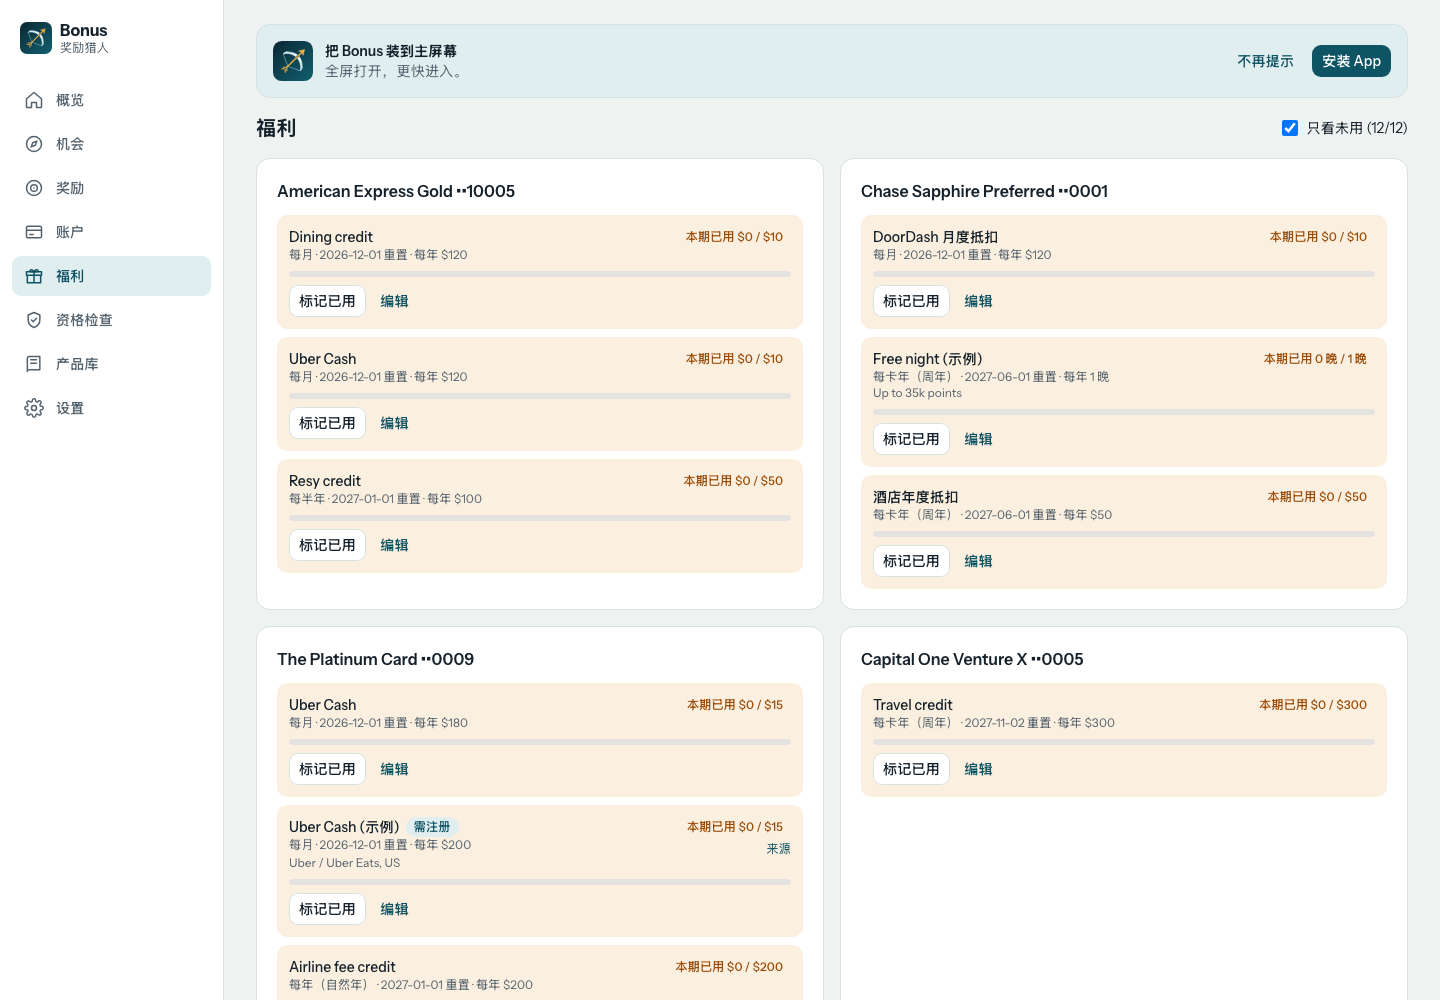 Bonus
奖励猎人
概览
机会
奖励
账户
福利
资格检查
产品库
设置
把 Bonus 装到主屏幕
全屏打开，更快进入。
不再提示
安装 App
福利
只看未用 (12/12)
American Express Gold ··10005
Dining credit
本期已用 $0 / $10
每月 · 2026-12-01 重置 · 每年 $120
标记已用
编辑
Uber Cash
本期已用 $0 / $10
每月 · 2026-12-01 重置 · 每年 $120
标记已用
编辑
Resy credit
本期已用 $0 / $50
每半年 · 2027-01-01 重置 · 每年 $100
标记已用
编辑
Chase Sapphire Preferred ··0001
DoorDash 月度抵扣
本期已用 $0 / $10
每月 · 2026-12-01 重置 · 每年 $120
标记已用
编辑
Free night (示例)
本期已用 0 晚 / 1 晚
每卡年（周年） · 2027-06-01 重置 · 每年 1 晚
Up to 35k points
标记已用
编辑
酒店年度抵扣
本期已用 $0 / $50
每卡年（周年） · 2027-06-01 重置 · 每年 $50
标记已用
编辑
The Platinum Card ··0009
Uber Cash
本期已用 $0 / $15
每月 · 2026-12-01 重置 · 每年 $180
标记已用
编辑
Uber Cash (示例) 需注册
本期已用 $0 / $15
每月 · 2026-12-01 重置 · 每年 $200
来源
Uber / Uber Eats, US
标记已用
编辑
Airline fee credit
本期已用 $0 / $200
每年（自然年） · 2027-01-01 重置 · 每年 $200
Capital One Venture X ··0005
Travel credit
本期已用 $0 / $300
每卡年（周年） · 2027-11-02 重置 · 每年 $300
标记已用
编辑